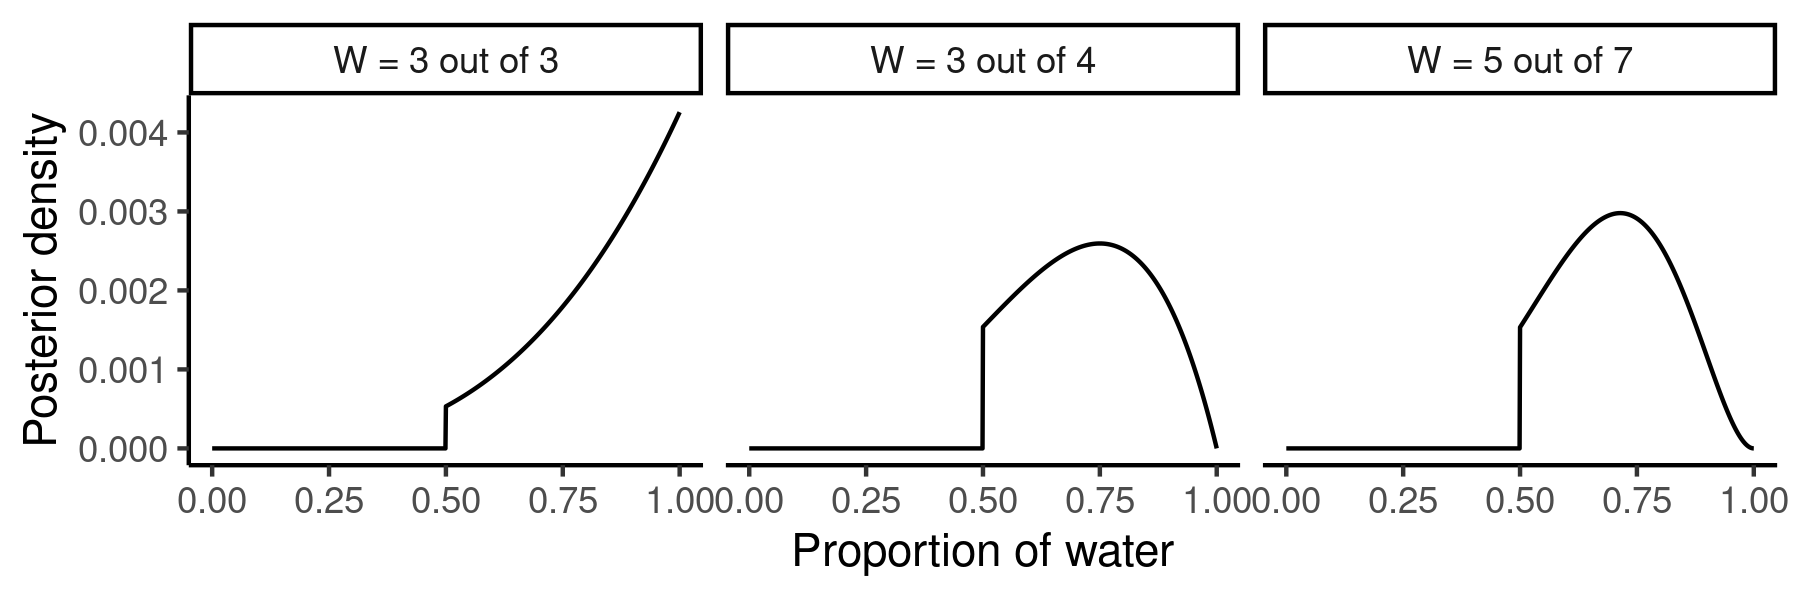 W = 3 out of 3
W = 3 out of 4
W = 5 out of 7
Posterior density
0.004
0.003
0.002
0.001
0.000
0.00 0.25 0.50 0.75 1.00
0.00 0.25 0.50 0.75 1.00
0.00 0.25 0.50 0.75 1.00
Proportion of water